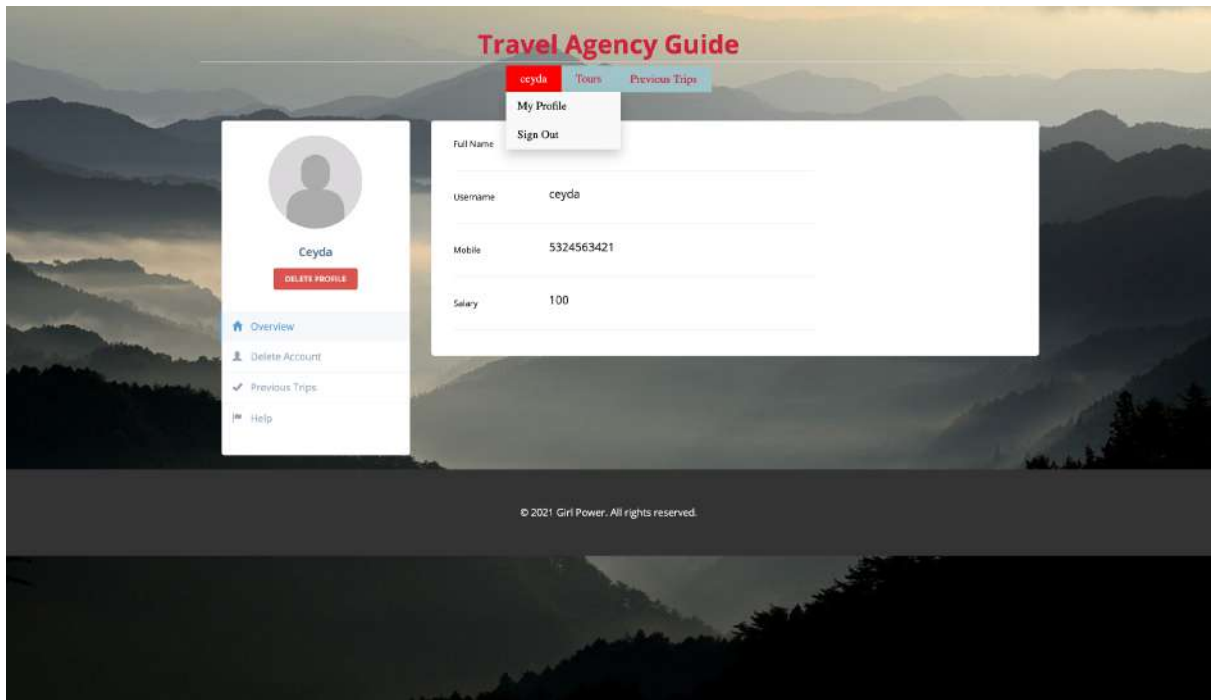 Travel Agency Guide
ceyda Tours Previous Trips
My Profile
Sign Out
Full Name
Username ceyda
Mobile 5324563421
Salary 100
Ceyda
DELETE PROFILE
Overview
Delete Account
Previous Trips
Help
© 2021 Girl Power. All rights reserved.